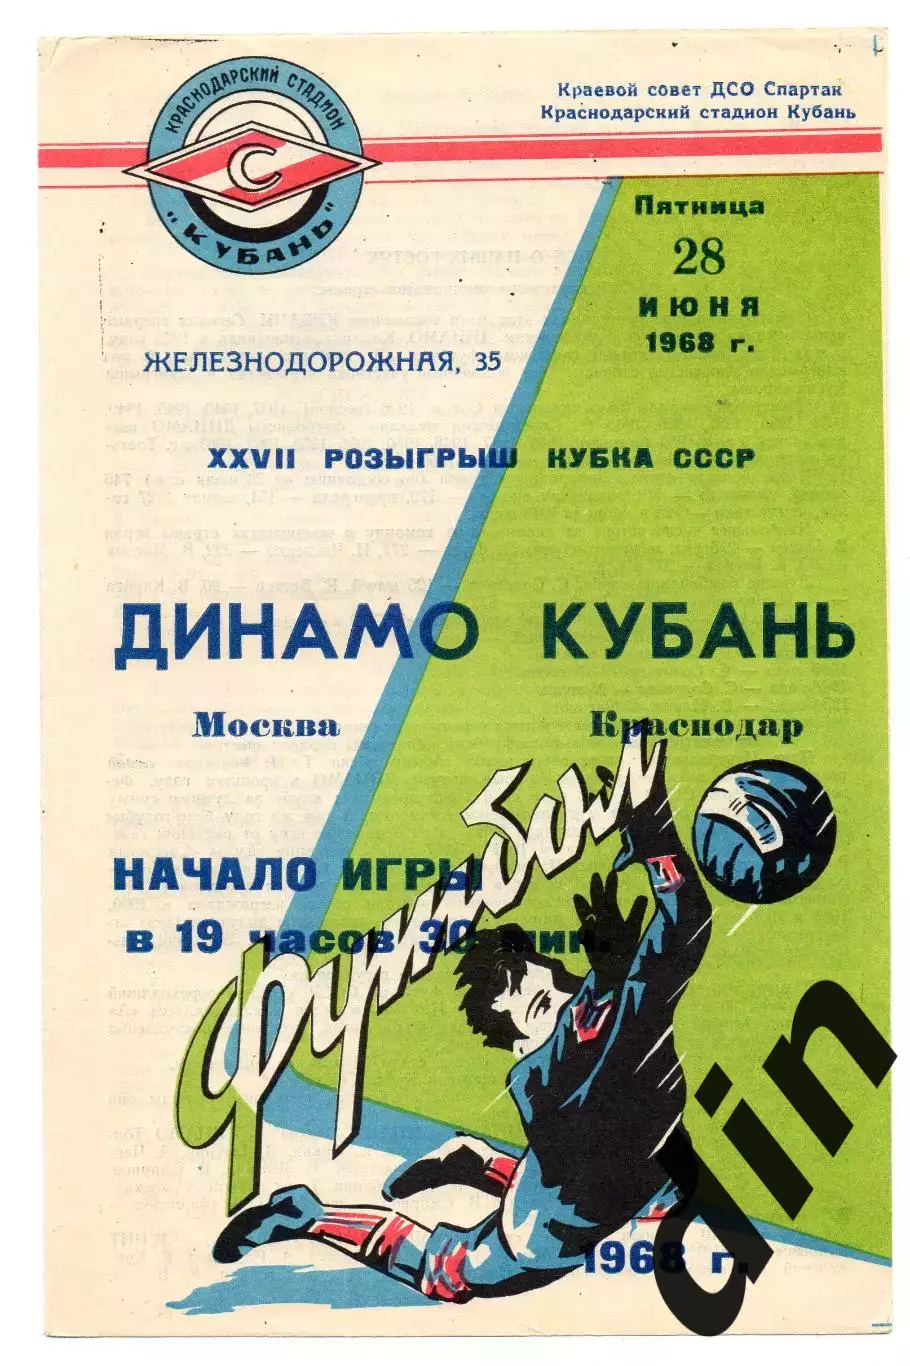 КРАСНОДАРСКИЙ СТАДИОН
С
"КУБАНЬ"
Краевой совет ДСО Спартак
Краснодарский стадион Кубань
Пятница
28
ИЮНЯ
1968 г.
ЖЕЛЕЗНОДОРОЖНАЯ, 35
XXVII РОЗЫГРЫШ КУБКА СССР
ДИНАМО КУБАНЬ
Москва Краснодар
Футбол
НАЧАЛО ИГРЫ
в 19 часов 30 мин.
1968 г.
din